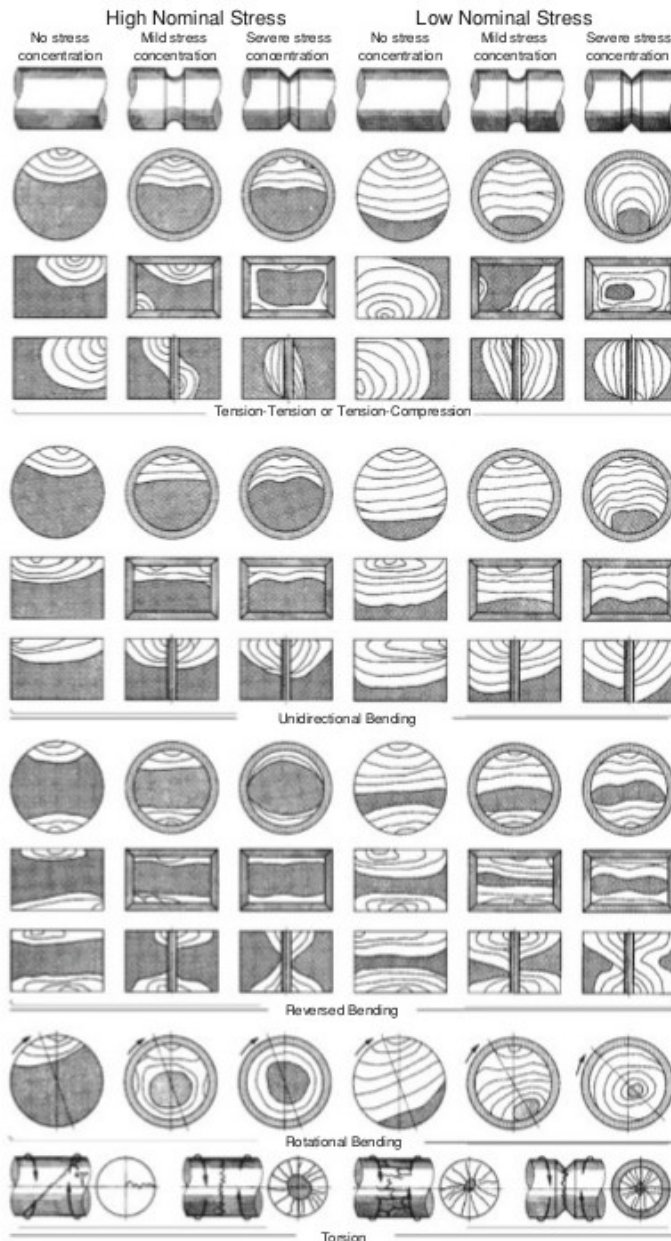 High Nominal Stress
Low Nominal Stress
No stress
concentration
Mild stress
concentration
Severe stress
concentration
No stress
concentration
Mild stress
concentration
Severe stress
concentration
Tension-Tension or Tension-Compression
Unidirectional Bending
Reversed Bending
Rotational Bending
Torsion